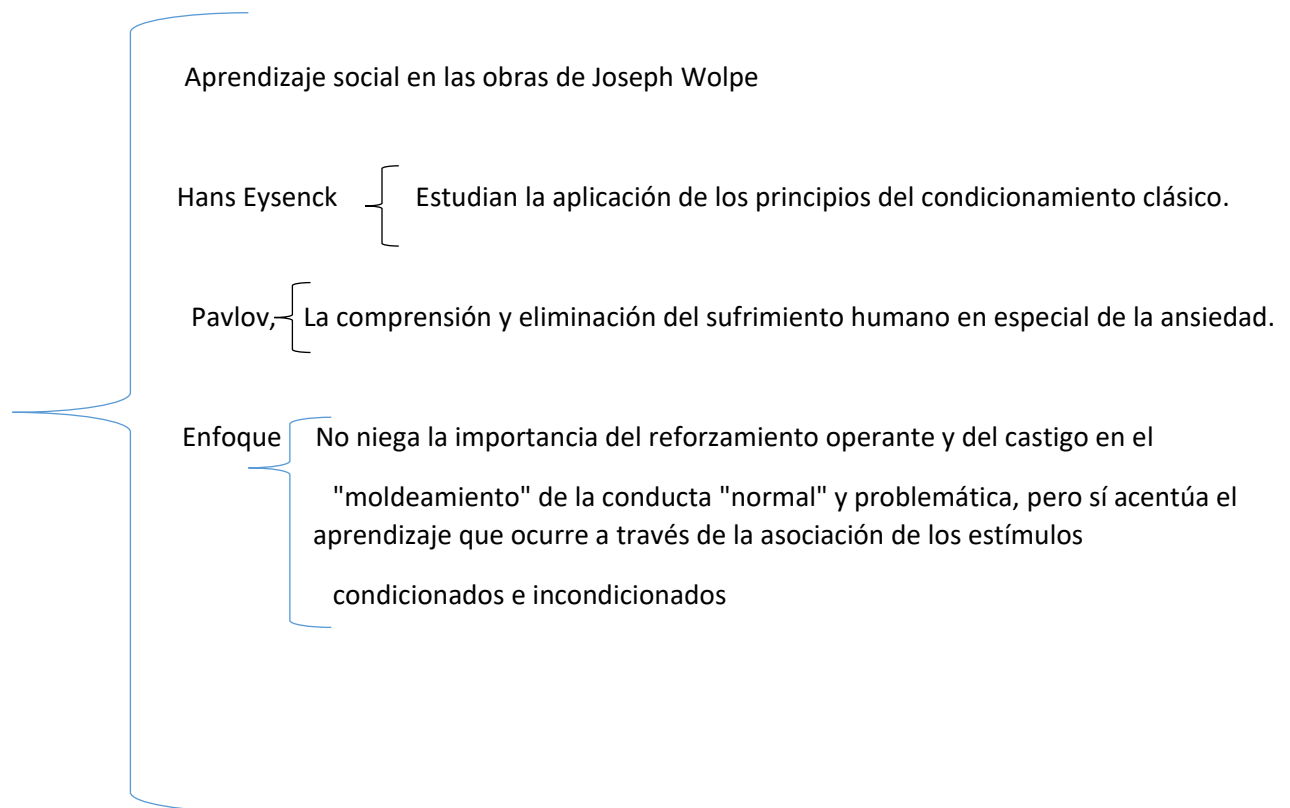 Aprendizaje social en las obras de Joseph Wolpe
Hans Eysenck Estudian la aplicación de los principios del condicionamiento clásico.
Pavlov, La comprensión y eliminación del sufrimiento humano en especial de la ansiedad.
Enfoque No niega la importancia del reforzamiento operante y del castigo en el
"moldeamiento" de la conducta "normal" y problemática, pero sí acentúa el
aprendizaje que ocurre a través de la asociación de los estímulos
condicionados e incondicionados